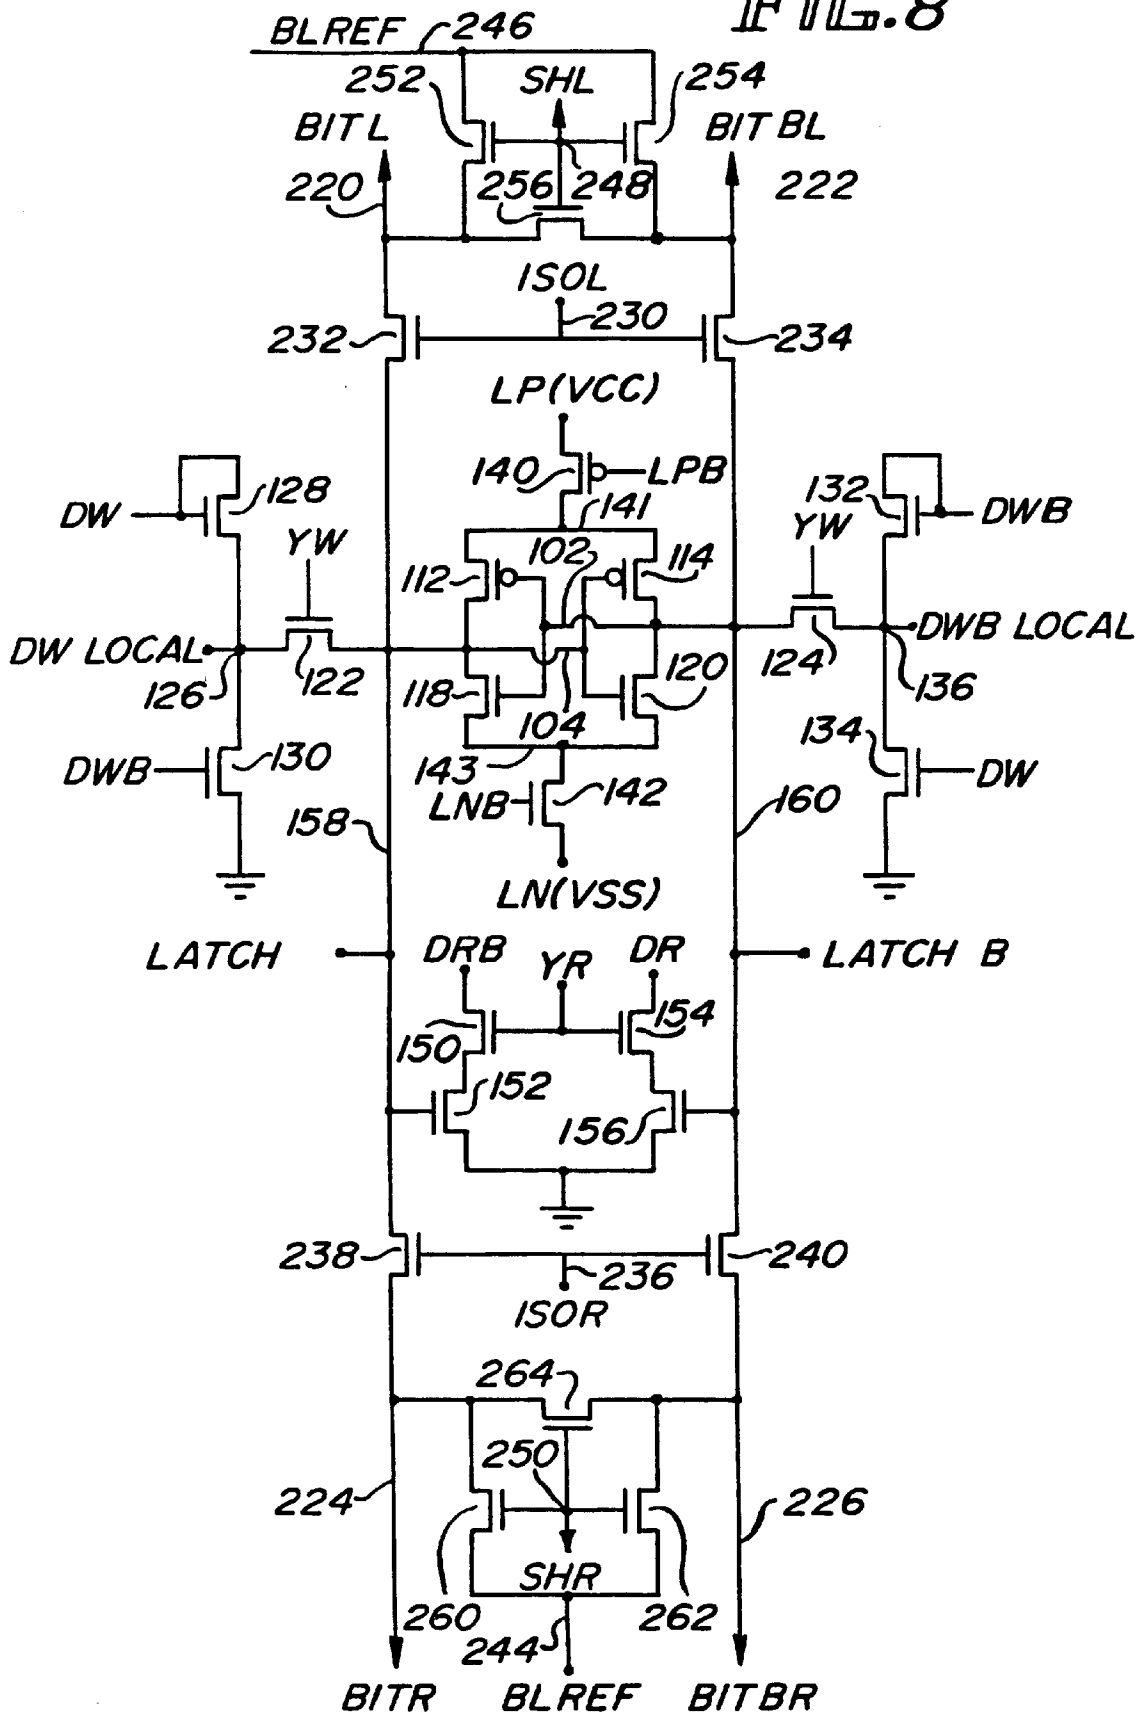 FIG.8
BLREF 246
252 SHL 254
BITL BITBL
220 256 248 222
ISOL
232 230 234
LP(VCC)
140 LPB
DW 128 141 132 DWB
YW 102 YW
112 114
DW LOCAL DWB LOCAL
126 122 118 104 120 124 136
DWB 130 143 134 DW
LNB 142
158 160
LN(VSS)
LATCH DRB YR DR LATCH B
150 154
152 156
238 236 240
ISOR
264
250
224 226
SHR
260 262
244
BITR BLREF BITBR